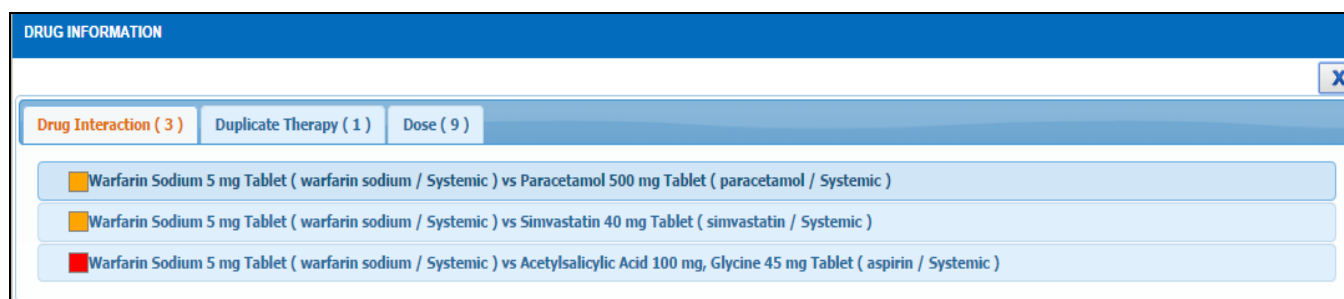 DRUG INFORMATION
X
Drug Interaction ( 3 ) Duplicate Therapy ( 1 ) Dose ( 9 )
Warfarin Sodium 5 mg Tablet ( warfarin sodium / Systemic ) vs Paracetamol 500 mg Tablet ( paracetamol / Systemic )
Warfarin Sodium 5 mg Tablet ( warfarin sodium / Systemic ) vs Simvastatin 40 mg Tablet ( simvastatin / Systemic )
Warfarin Sodium 5 mg Tablet ( warfarin sodium / Systemic ) vs Acetylsalicylic Acid 100 mg, Glycine 45 mg Tablet ( aspirin / Systemic )